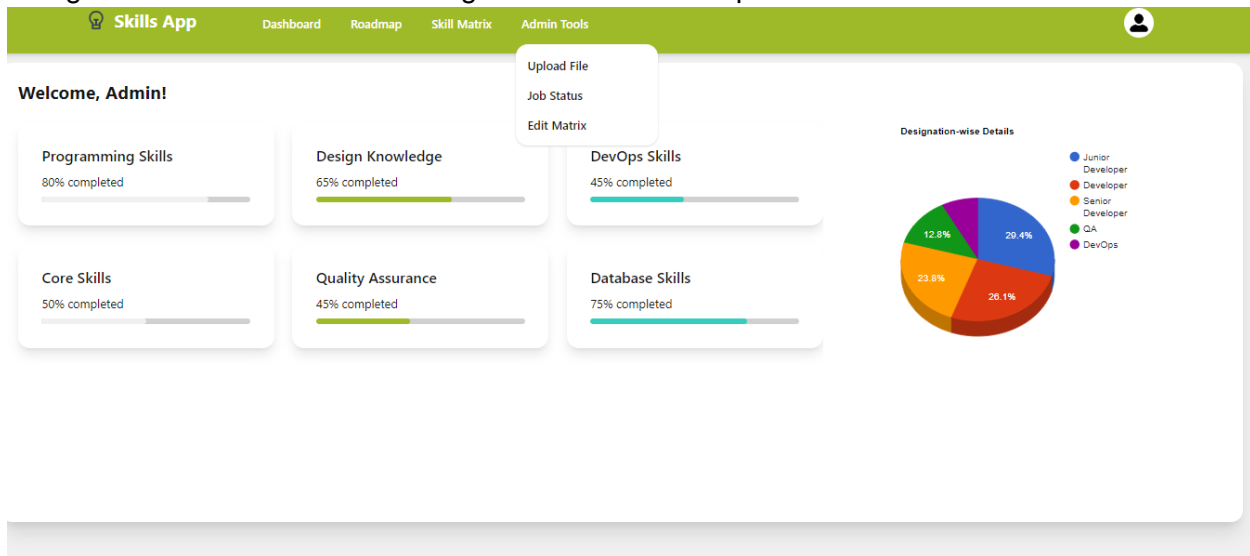 Skills App
Dashboard Roadmap Skill Matrix Admin Tools
Upload File
Job Status
Edit Matrix
Welcome, Admin!
Programming Skills
80% completed
Design Knowledge
65% completed
DevOps Skills
45% completed
Core Skills
50% completed
Quality Assurance
45% completed
Database Skills
75% completed
Designation-wise Details
Junior
Developer
Developer
Senior
Developer
QA
DevOps
12.8%
29.4%
23.8%
26.1%